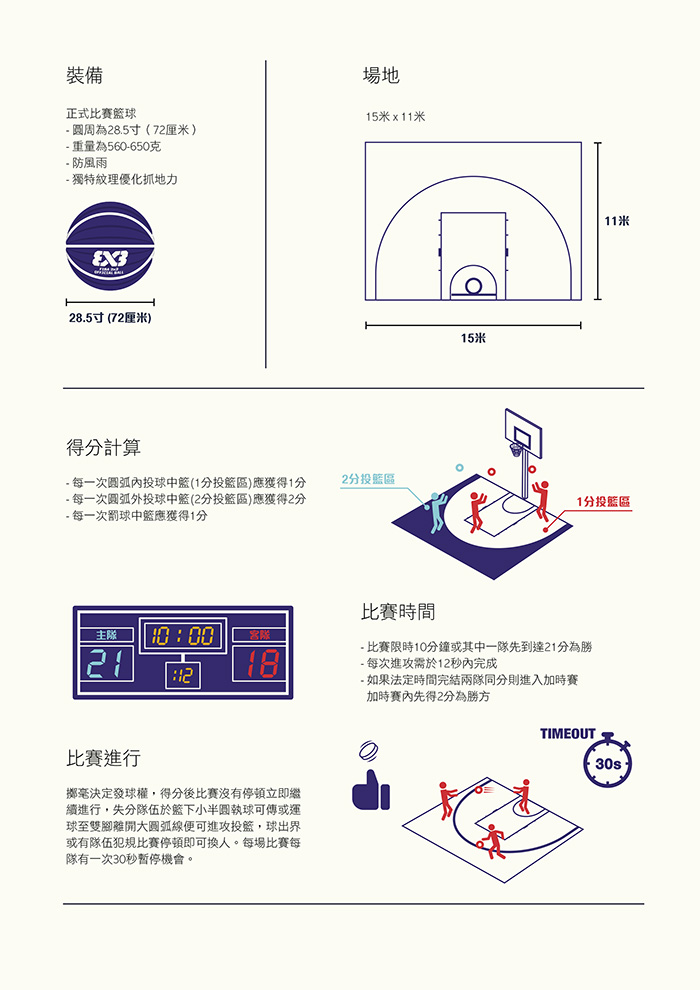 裝備
正式比賽籃球
- 圓周為28.5寸（72厘米）
- 重量為560-650克
- 防風雨
- 獨特紋理優化抓地力
3X3
FIBA 3x3
OFFICIAL BALL
28.5寸 (72厘米)
場地
15米 x 11米
11米
15米
得分計算
- 每一次圓弧內投球中籃(1分投籃區)應獲得1分
- 每一次圓弧外投球中籃(2分投籃區)應獲得2分
- 每一次罰球中籃應獲得1分
2分投籃區
1分投籃區
主隊
10:00
客隊
21
:12
18
比賽時間
- 比賽限時10分鐘或其中一隊先到達21分為勝
- 每次進攻需於12秒內完成
- 如果法定時間完結兩隊同分則進入加時賽
加時賽內先得2分為勝方
比賽進行
擲毫決定發球權，得分後比賽沒有停頓立即繼
續進行，失分隊伍於籃下小半圓執球可傳或運
球至雙腳離開大圓弧線便可進攻投籃，球出界
或有隊伍犯規比賽停頓即可換人。每場比賽每
隊有一次30秒暫停機會。
TIMEOUT
30s